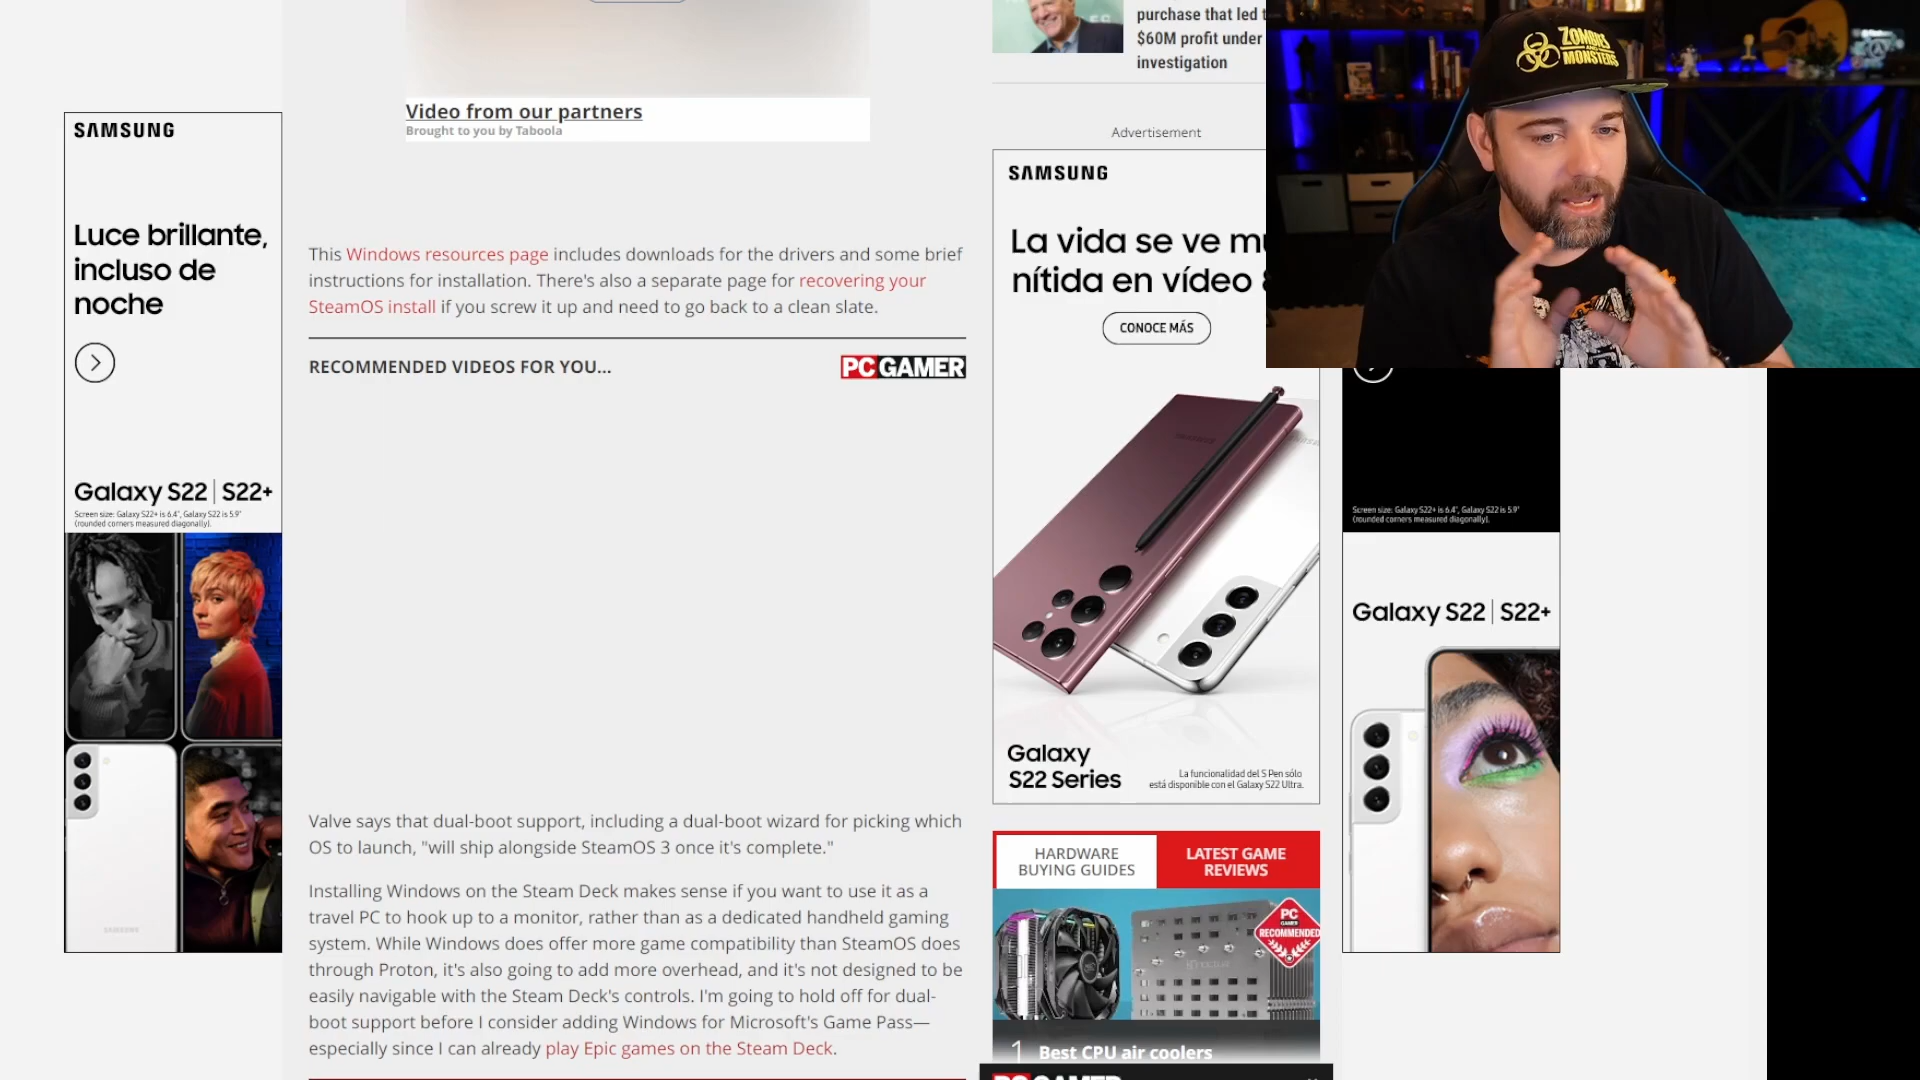 SAMSUNG
Luce brillante,
incluso de
noche
Galaxy S22 | S22+
Screen size: Galaxy S22+ is 6.4", Galaxy S22 is 5.9"
(rounded corners measured diagonally).
SAMSUNG
Video from our partners
Brought to you by Taboola
This Windows resources page includes downloads for the drivers and some brief
instructions for installation. There's also a separate page for recovering your
SteamOS install if you screw it up and need to go back to a clean slate.
RECOMMENDED VIDEOS FOR YOU...
PC GAMER
Valve says that dual-boot support, including a dual-boot wizard for picking which
OS to launch, "will ship alongside SteamOS 3 once it's complete."
Installing Windows on the Steam Deck makes sense if you want to use it as a
travel PC to hook up to a monitor, rather than as a dedicated handheld gaming
system. While Windows does offer more game compatibility than SteamOS does
through Proton, it's also going to add more overhead, and it's not designed to be
easily navigable with the Steam Deck's controls. I'm going to hold off for dual-
boot support before I consider adding Windows for Microsoft's Game Pass—
especially since I can already play Epic games on the Steam Deck.
purchase that led
$60M profit under
investigation
Advertisement
SAMSUNG
La vida se ve
nítida en vídeo
CONOCE MÁS
Galaxy
S22 Series
La funcionalidad del S Pen sólo
está disponible con el Galaxy S22 Ultra.
HARDWARE
BUYING GUIDES
LATEST GAME
REVIEWS
PC
GAMER
RECOMMENDED
1 Best CPU air coolers
PC GAMER
ZOMBIES
AND
MONSTERS
Screen size: Galaxy S22+ is 6.4", Galaxy S22 is 5.9"
(rounded corners measured diagonally).
Galaxy S22 | S22+